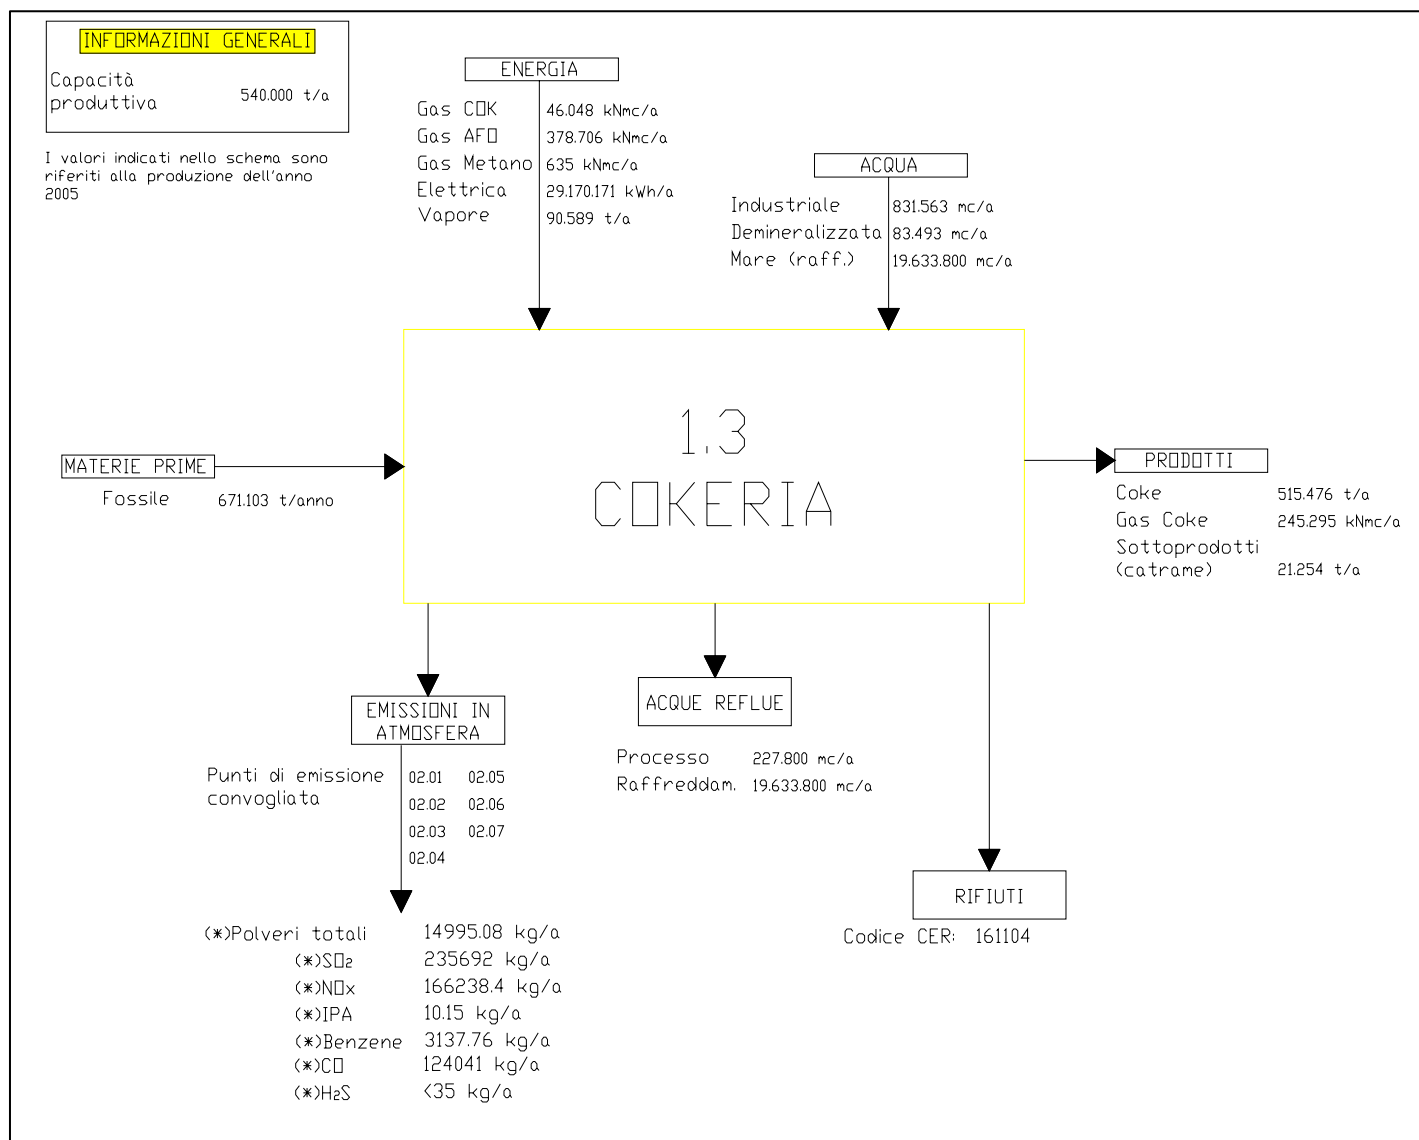 INFORMAZIONI GENERALI
Capacità
produttiva
540.000 t/a
I valori indicati nello schema sono
riferiti alla produzione dell'anno
2005
ENERGIA
Gas COK 46.048 kNmc/a
Gas AFO 378.706 kNmc/a
Gas Metano 635 kNmc/a
Elettrica 29.170.171 kWh/a
Vapore 90.589 t/a
ACQUA
Industriale 831.563 mc/a
Demineralizzata 83.493 mc/a
Mare (raff.) 19.633.800 mc/a
1.3
COKERIA
MATERIE PRIME
Fossile 671.103 t/anno
PRODOTTI
Coke 515.476 t/a
Gas Coke 245.295 kNmc/a
Sottoprodotti
(catrame) 21.254 t/a
EMISSIONI IN
ATMOSFERA
Punti di emissione
convogliata
02.01 02.05
02.02 02.06
02.03 02.07
02.04
(*)Polveri totali 14995.08 kg/a
(*)SO2 235692 kg/a
(*)NOx 166238.4 kg/a
(*)IPA 10.15 kg/a
(*)Benzene 3137.76 kg/a
(*)CO 124041 kg/a
(*)H2S <35 kg/a
ACQUE REFLUE
Processo 227.800 mc/a
Raffreddam. 19.633.800 mc/a
RIFIUTI
Codice CER: 161104